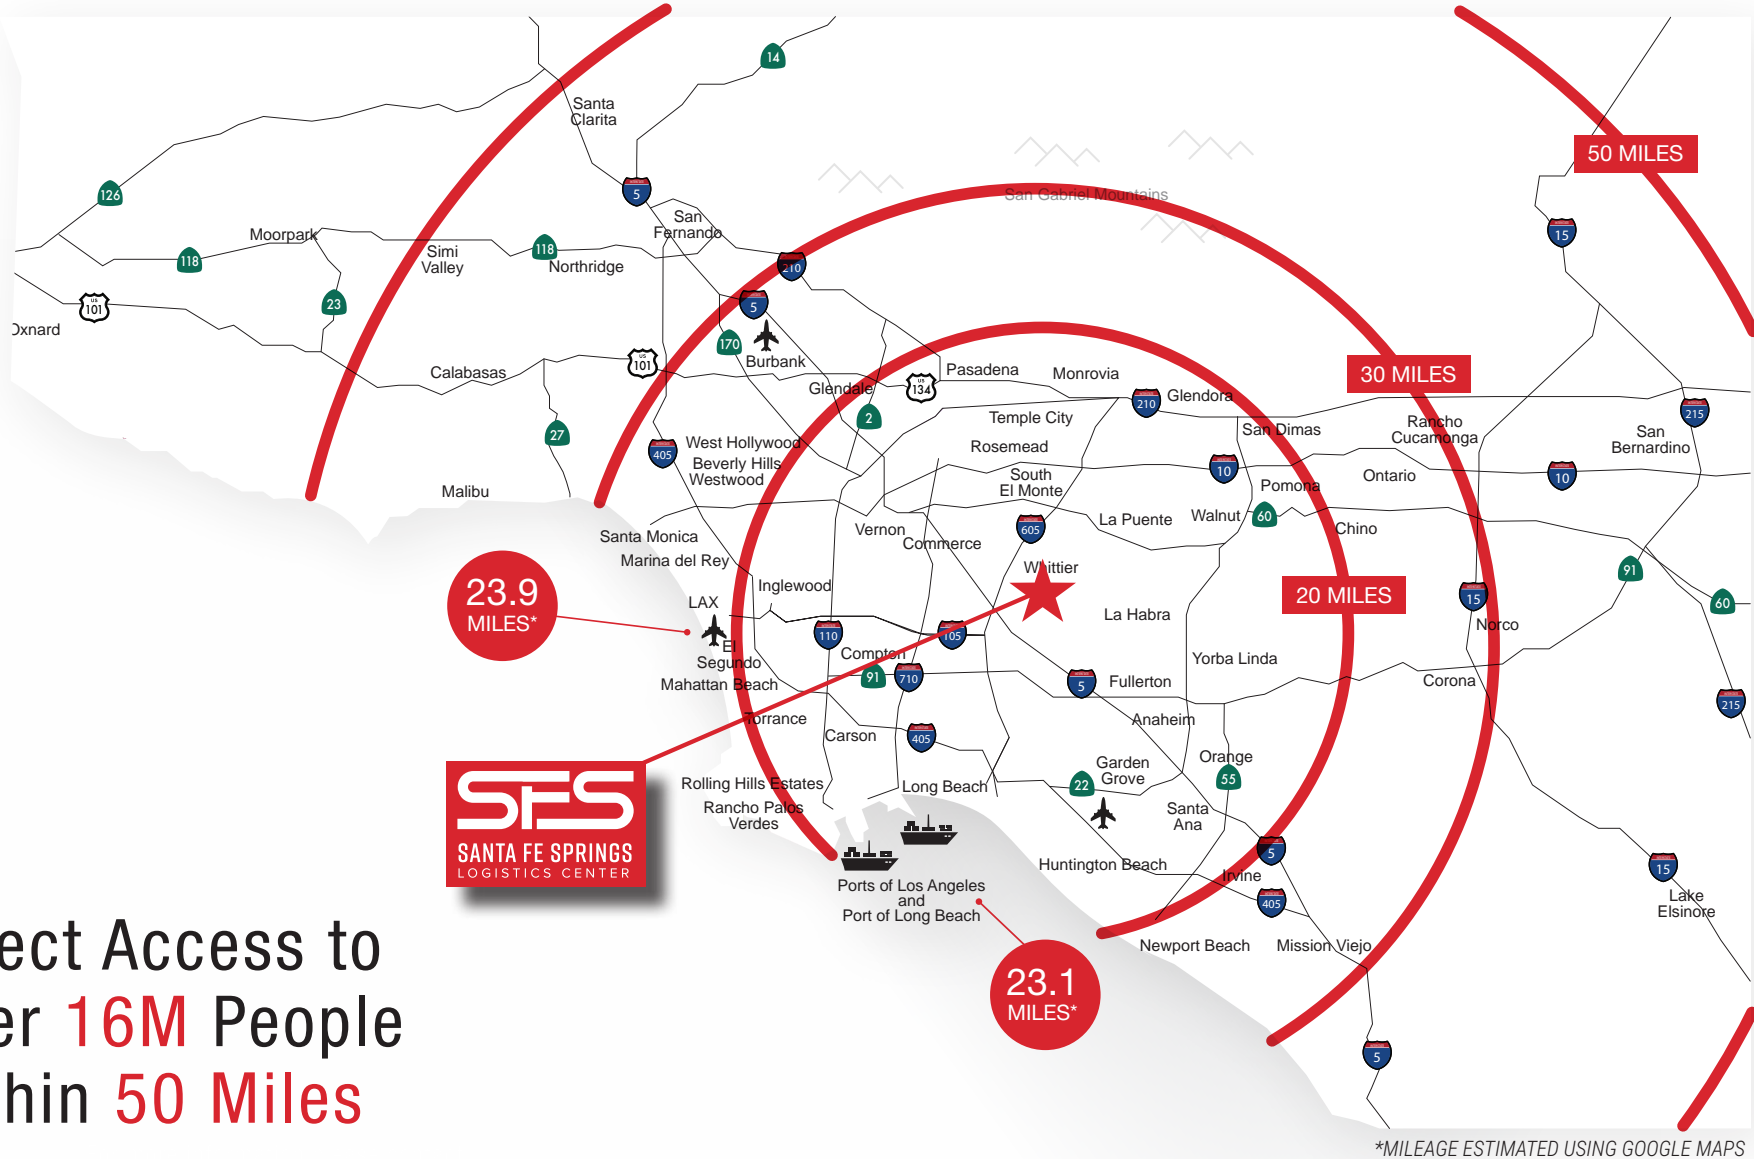 14
Santa
Clarita
50 MILES
126
5
San Gabriel Mountains
San
Fernando
15
Moorpark
118
Simi
Valley
118
Northridge
210
23
US
101
5
Oxnard
170
Burbank
US
101
Calabasas
Glendale
US
134
Pasadena
Monrovia
30 MILES
210
Glendora
2
Temple City
San Dimas
Rancho
Cucamonga
215
San
Bernardino
27
405
West Hollywood
Beverly Hills
Westwood
Rosemead
South
El Monte
10
Pomona
Ontario
10
Malibu
Santa Monica
Marina del Rey
Vernon
Commerce
605
La Puente
Walnut
60
Chino
Whittier
91
23.9
MILES*
Inglewood
LAX
20 MILES
15
60
La Habra
Norco
110
105
El
Segundo
Compton
Yorba Linda
91
710
Mahattan Beach
5
Fullerton
Corona
215
Torrance
Anaheim
Carson
405
Orange
Garden
Grove
22
55
Rolling Hills Estates
Long Beach
Rancho Palos
Verdes
Santa
Ana
SFS
SANTA FE SPRINGS
LOGISTICS CENTER
5
Huntington Beach
Irvine
15
Ports of Los Angeles
and
Port of Long Beach
405
Lake
Elsinore
Newport Beach
Mission Viejo
23.1
MILES*
5
ect Access to
er 16M People
hin 50 Miles
*MILEAGE ESTIMATED USING GOOGLE MAPS